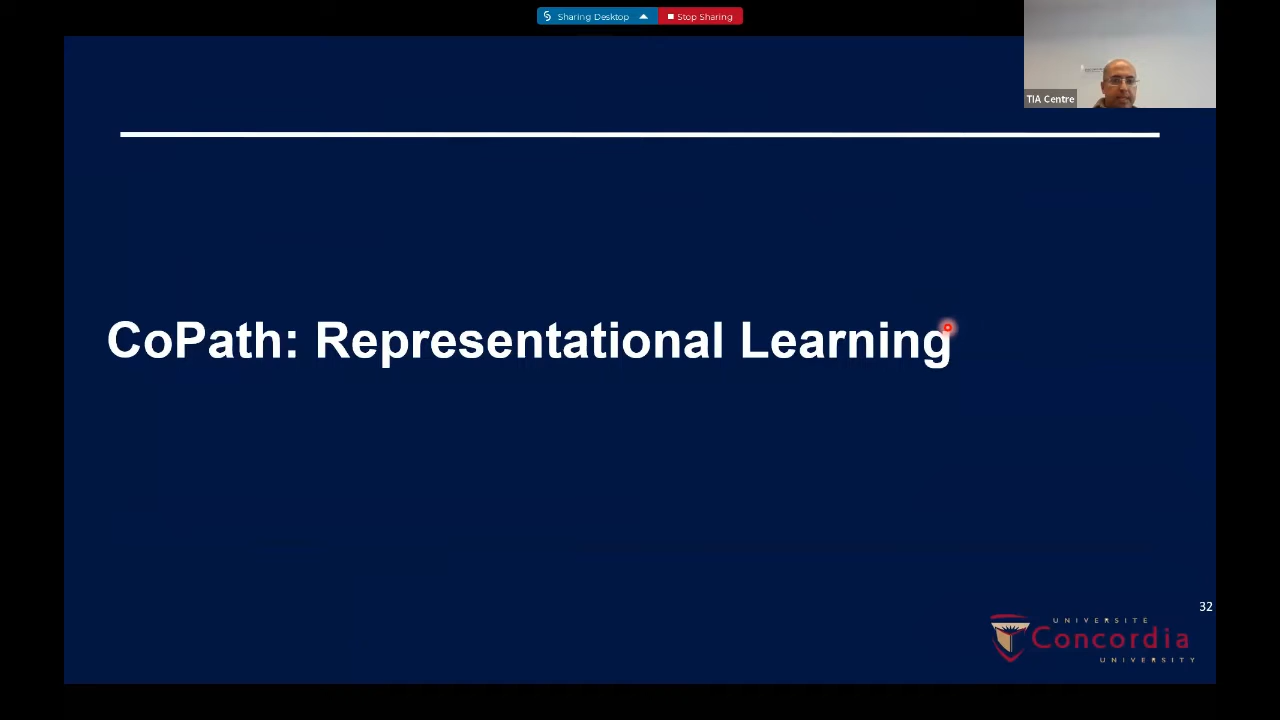 Sharing Desktop
Stop Sharing
TIA Centre
CoPath: Representational Learning
32
UNIVERSITE
Concordia
UNIVERSITY